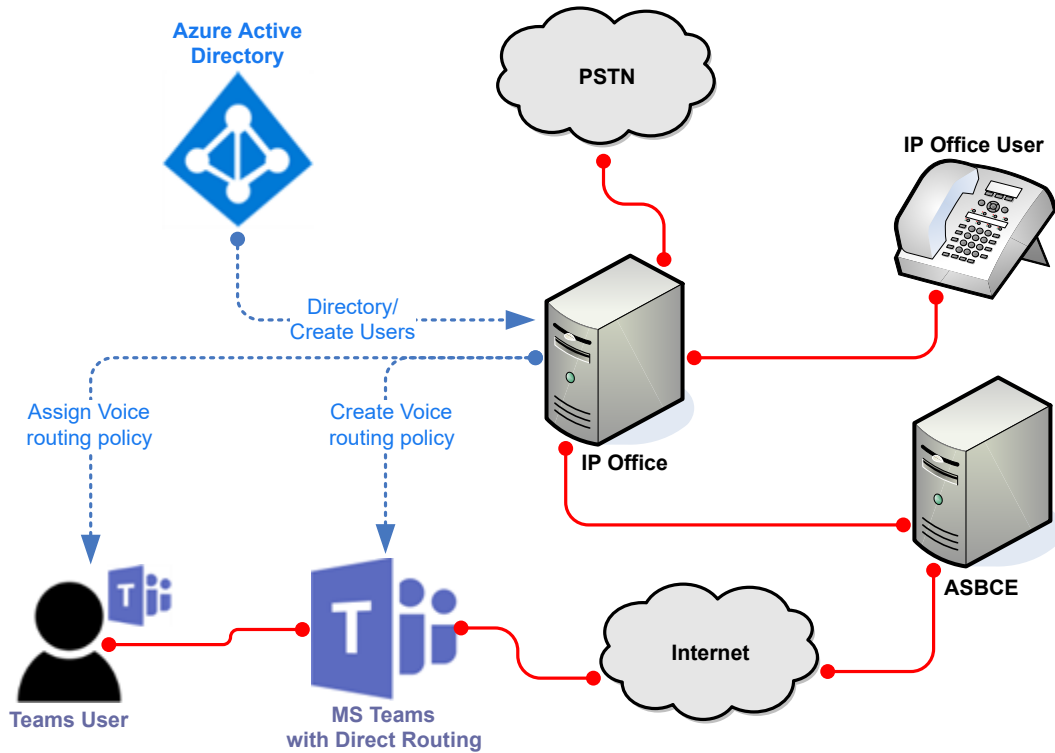 Azure Active
Directory
PSTN
IP Office User
Directory/
Create Users
Assign Voice
routing policy
Create Voice
routing policy
IP Office
ASBCE
T
T
Internet
Teams User
MS Teams
with Direct Routing